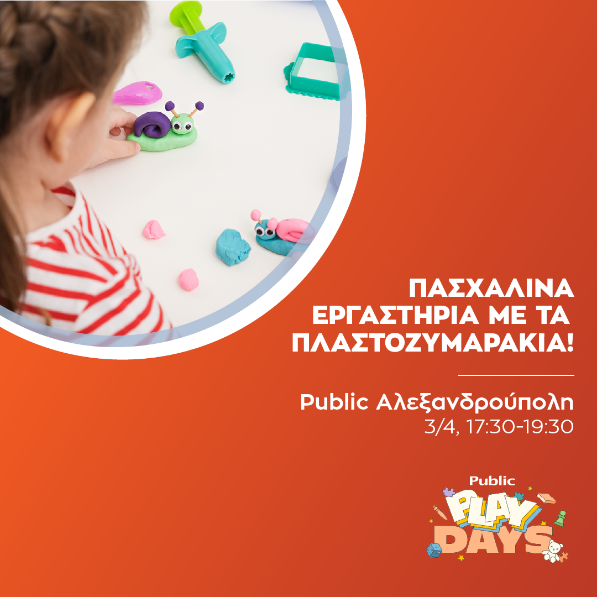 ΠΑΣΧΑΛΙΝΑ
ΕΡΓΑΣΤΗΡΙΑ ΜΕ ΤΑ
ΠΛΑΣΤΟΖΥΜΑΡΑΚΙΑ!
Public Αλεξανδρούπολη
3/4, 17:30-19:30
Public
PLAY
DAYS